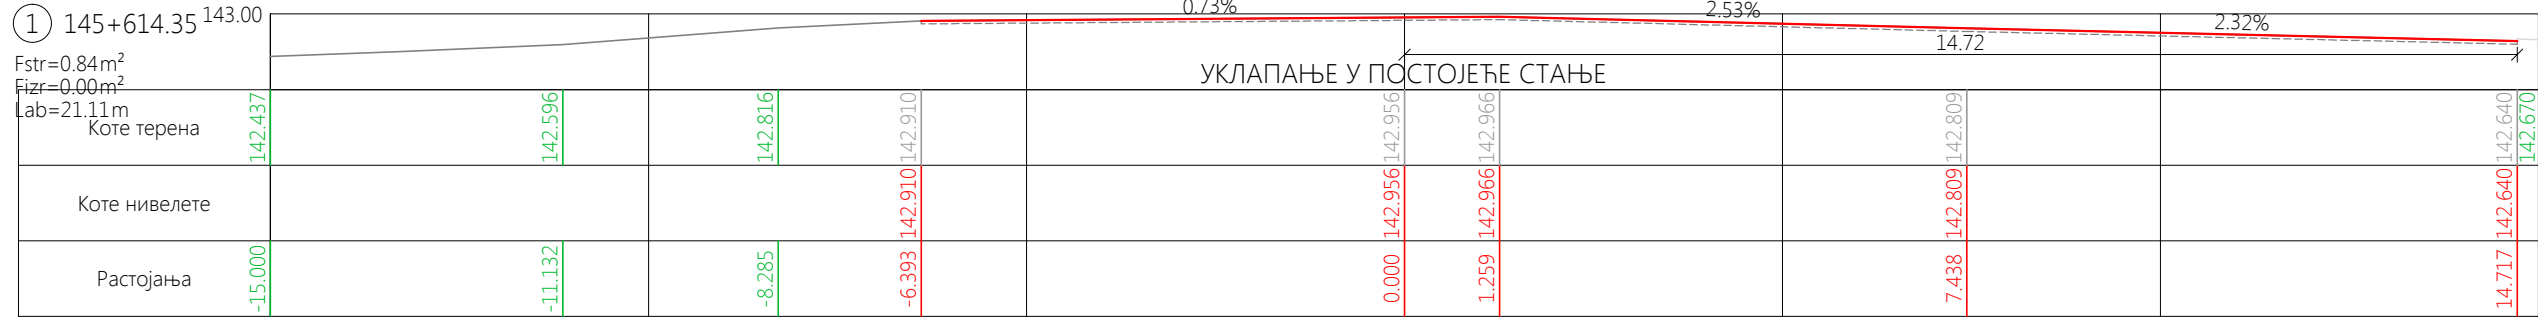 1 145+614.35 143.00
0.73%
2.53%
2.32%
14.72
Fstr=0.84m²
Fizr=0.00m²
Lab=21.11m
УКЛАПАЊЕ У ПОСТОЈЕЋЕ СТАЊЕ
Коте терена 142.437 142.596 142.816 142.910 142.956 142.966 142.809 142.640 142.670
Коте нивелете 142.910 142.956 142.966 142.809 142.640
Растојања -15.000 -11.132 -8.285 -6.393 0.000 1.259 7.438 14.717